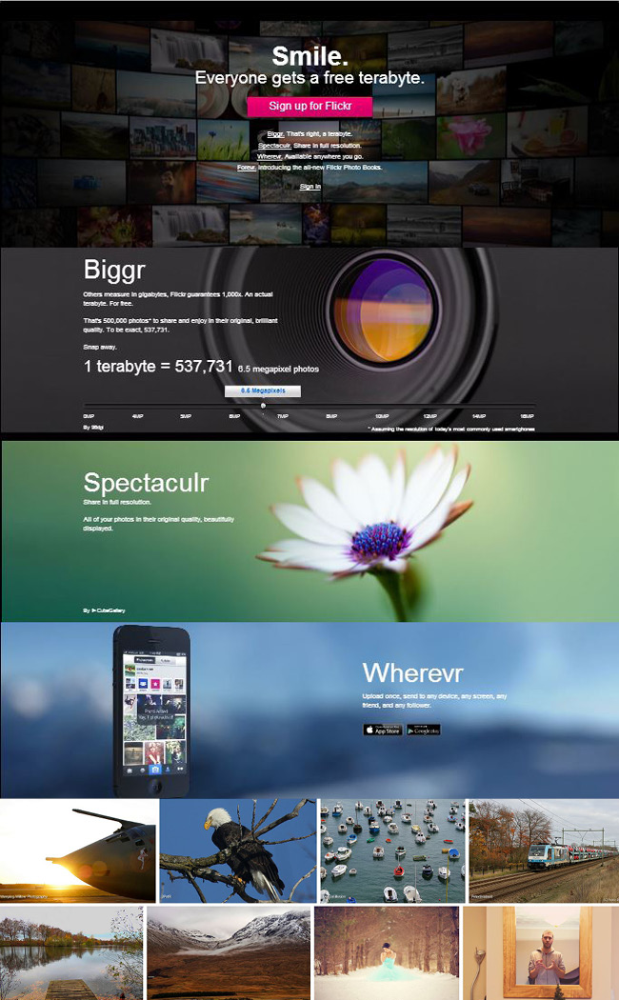 Smile.
Everyone gets a free terabyte.
Sign up for Flickr
Biggr. That's right, a terabyte.
Spectaculr. Share in full resolution.
Wherevr. Available anywhere you go.
Forevr. Introducing the all-new Flickr Photo Books.
Sign In
Biggr
Others measure in gigabytes, Flickr guarantees 1,000x. An actual
terabyte. For free.
That's 500,000 photos* to share and enjoy in their original, brilliant
quality. To be exact, 537,731.
Snap away.
1 terabyte = 537,731 6.5 megapixel photos
6.5 Megapixels
3MP 4MP 5MP 6MP 7MP 8MP 10MP 12MP 14MP 16MP
* Assuming the resolution of today's most commonly used smartphones
Spectaculr
Share in full resolution.
All of your photos in their original quality, beautifully
displayed.
By CubaGallery
Wherevr
Upload once, send to any device, any screen, any
friend, and any follower.
App Store
Google play